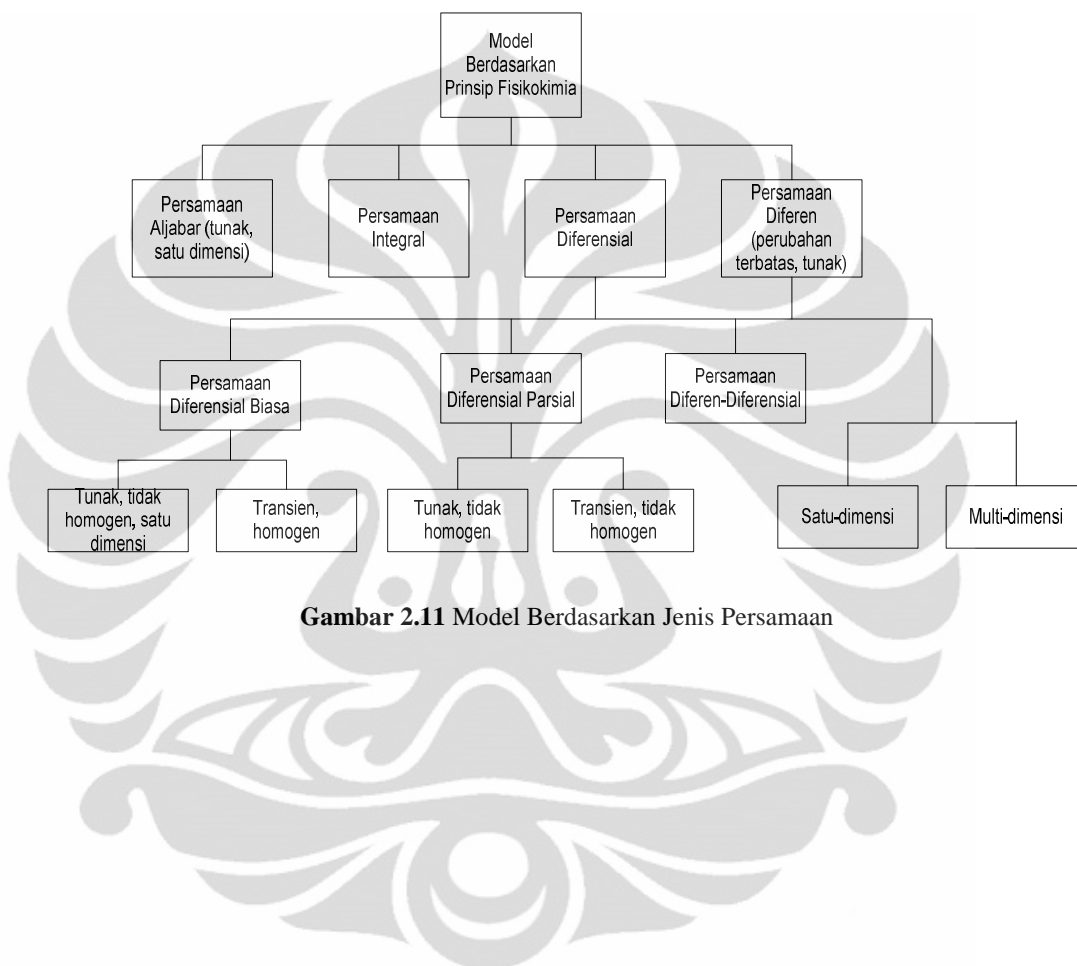 Model
Berdasarkan
Prinsip Fisikokimia
Persamaan
Aljabar (tunak,
satu dimensi)
Persamaan
Integral
Persamaan
Diferensial
Persamaan
Diferen
(perubahan
terbatas, tunak)
Persamaan
Diferensial Biasa
Persamaan
Diferensial Parsial
Persamaan
Diferen-Diferensial
Tunak, tidak
homogen, satu
dimensi
Transien,
homogen
Tunak, tidak
homogen
Transien, tidak
homogen
Satu-dimensi
Multi-dimensi
Gambar 2.11 Model Berdasarkan Jenis Persamaan